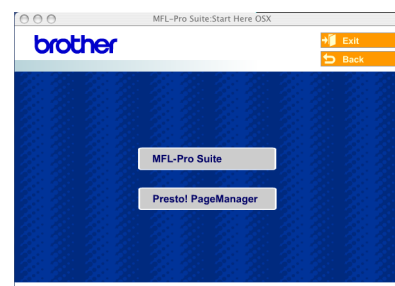 MFL-Pro Suite:Start Here OSX
brother
Exit
Back
MFL-Pro Suite
Presto! PageManager